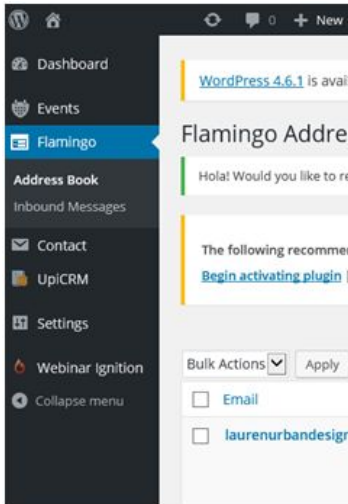 0 + New
Dashboard
WordPress 4.6.1 is avai
Events
Flamingo
Flamingo Addre
Address Book
Hola! Would you like to re
Inbound Messages
Contact
The following recomme
UpiCRM
Begin activating plugin |
Settings
Webinar Ignition
Bulk Actions Apply
Collapse menu
Email
laurenurbandesign